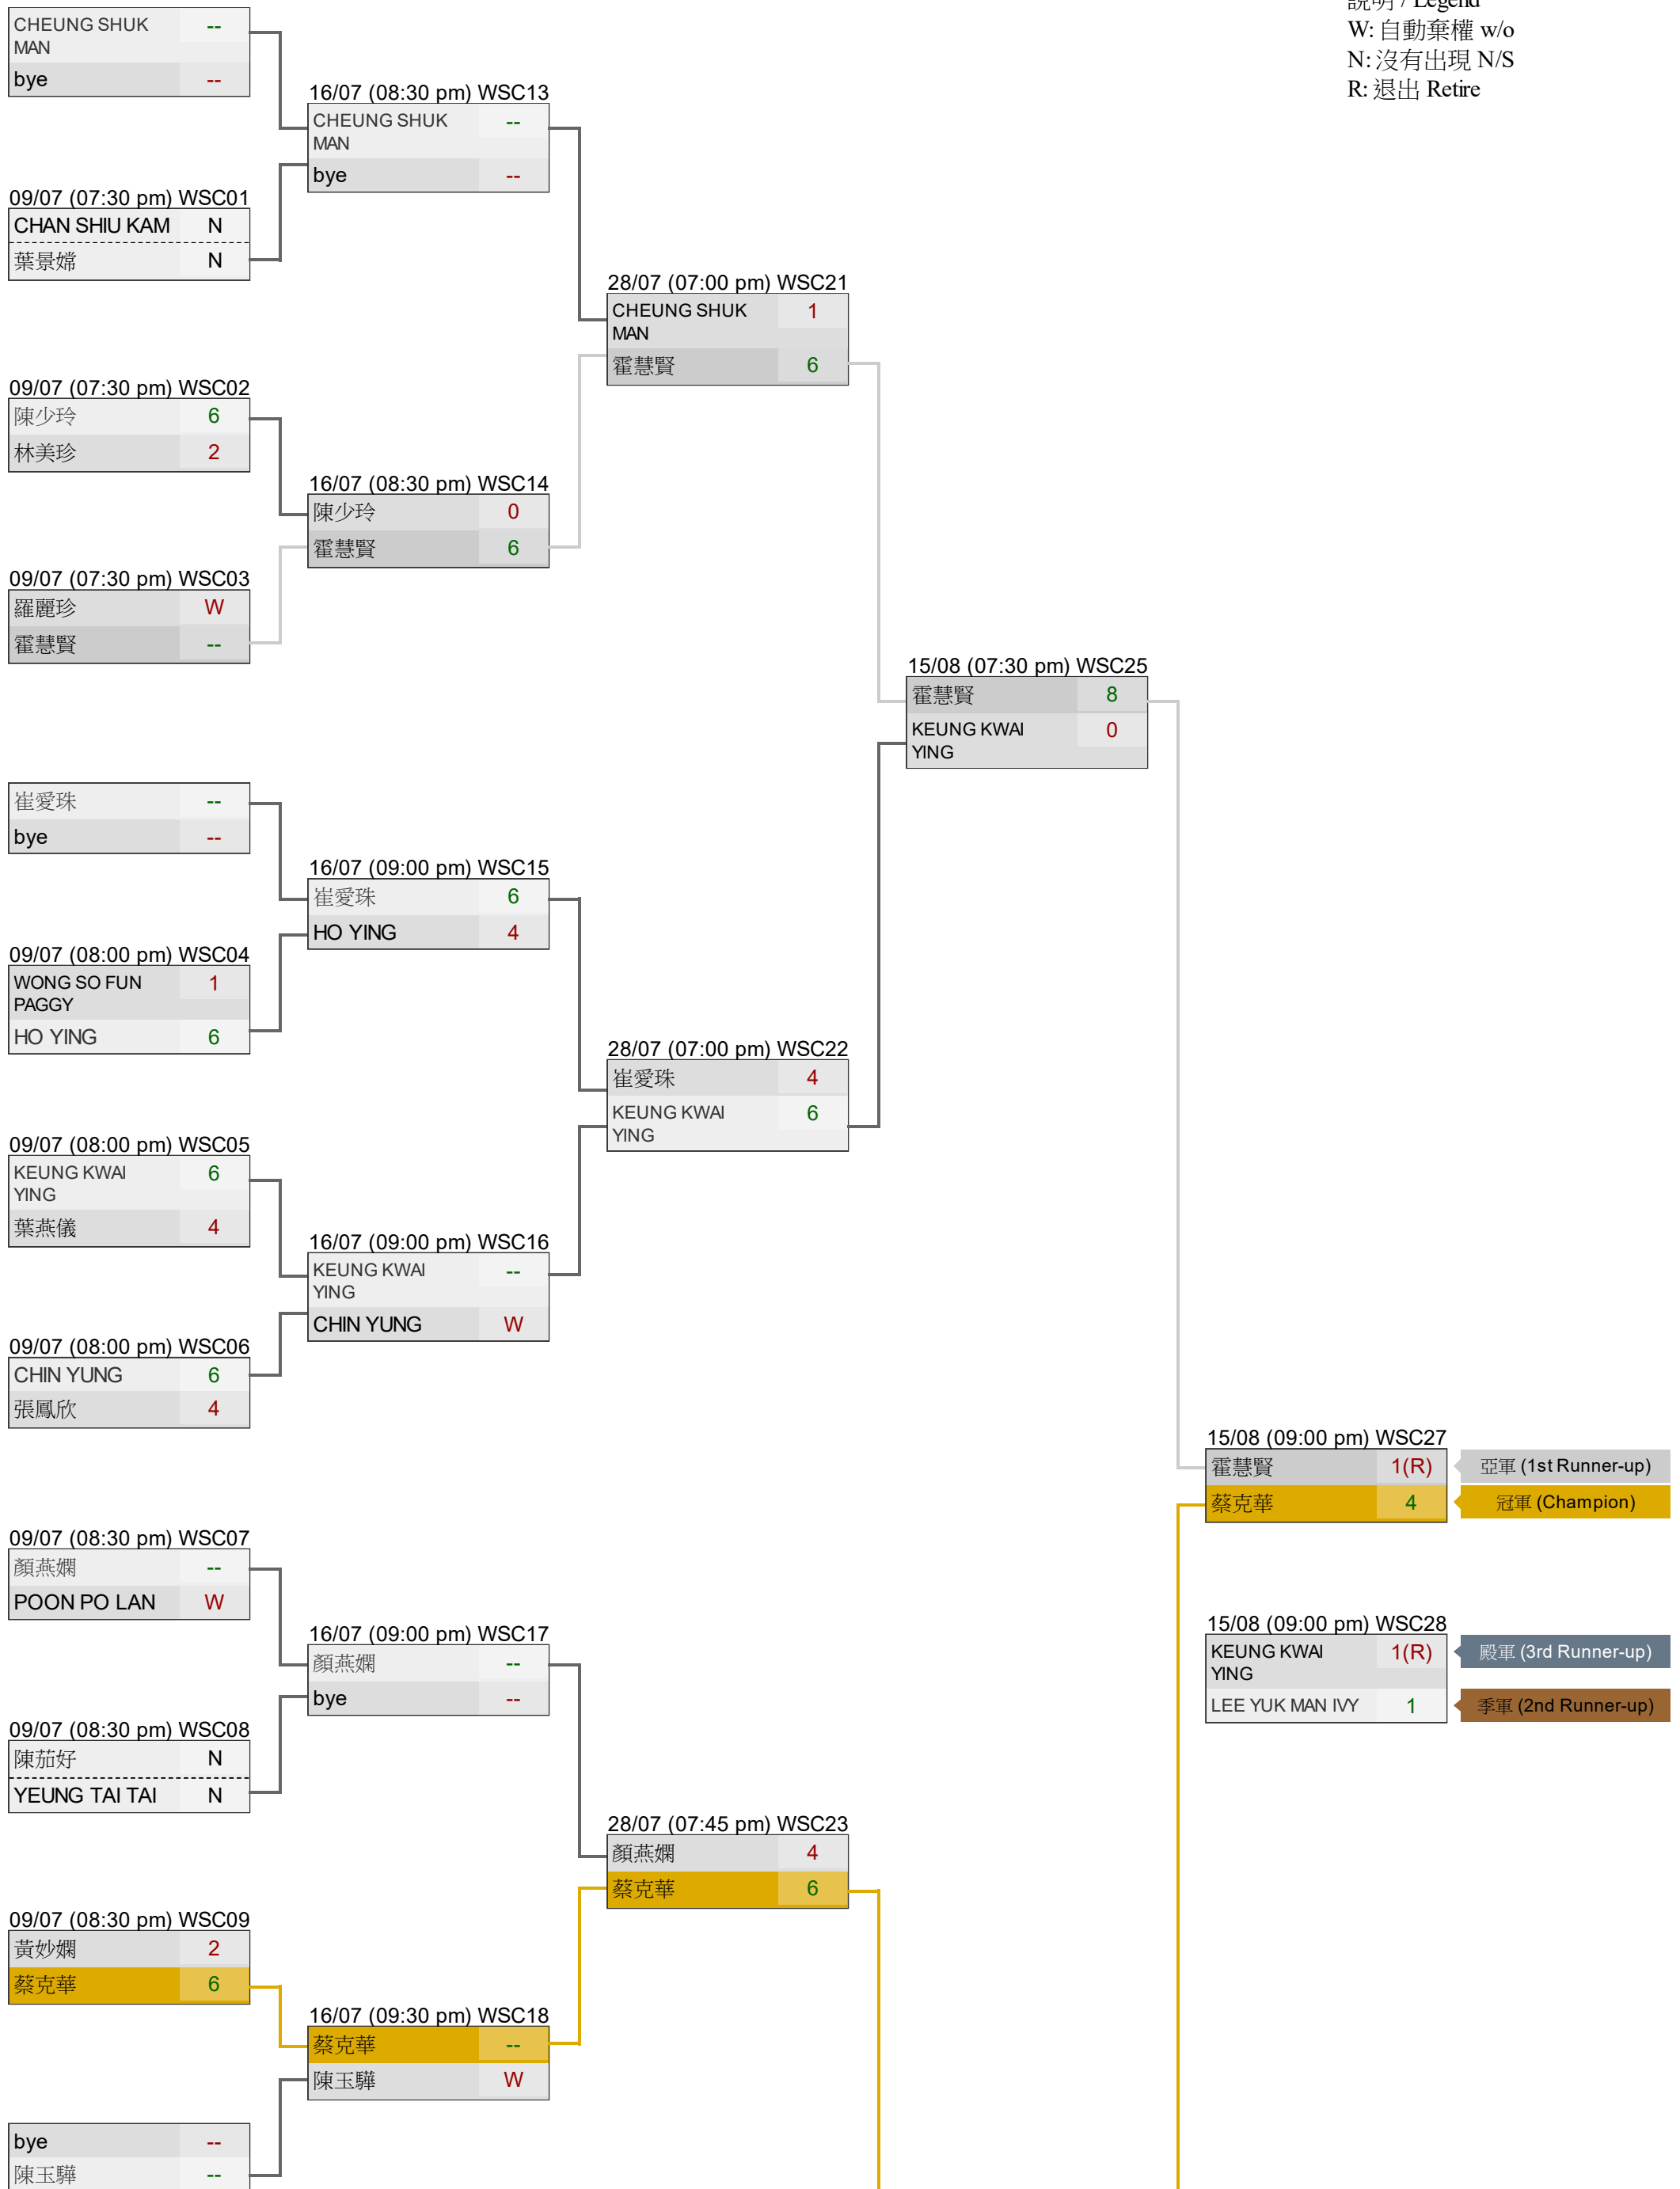 說明 / Legend
W: 自動棄權 w/o
N: 沒有出現 N/S
R: 退出 Retire
CHEUNG SHUK --
MAN
bye --
16/07 (08:30 pm) WSC13
CHEUNG SHUK --
MAN
bye --
09/07 (07:30 pm) WSC01
CHAN SHIU KAM N
葉景嫦 N
28/07 (07:00 pm) WSC21
CHEUNG SHUK 1
MAN
霍慧賢 6
09/07 (07:30 pm) WSC02
陳少玲 6
林美珍 2
16/07 (08:30 pm) WSC14
陳少玲 0
霍慧賢 6
09/07 (07:30 pm) WSC03
羅麗珍 W
霍慧賢 --
15/08 (07:30 pm) WSC25
霍慧賢 8
KEUNG KWAI 0
YING
崔愛珠 --
bye --
16/07 (09:00 pm) WSC15
崔愛珠 6
HO YING 4
09/07 (08:00 pm) WSC04
WONG SO FUN 1
PAGGY
HO YING 6
28/07 (07:00 pm) WSC22
崔愛珠 4
KEUNG KWAI 6
YING
09/07 (08:00 pm) WSC05
KEUNG KWAI 6
YING
葉燕儀 4
16/07 (09:00 pm) WSC16
KEUNG KWAI --
YING
CHIN YUNG W
09/07 (08:00 pm) WSC06
CHIN YUNG 6
張鳳欣 4
15/08 (09:00 pm) WSC27
霍慧賢 1(R) 亞軍 (1st Runner-up)
蔡克華 4 冠軍 (Champion)
09/07 (08:30 pm) WSC07
顏燕嫻 --
POON PO LAN W
15/08 (09:00 pm) WSC28
KEUNG KWAI 1(R) 殿軍 (3rd Runner-up)
YING
LEE YUK MAN IVY 1 季軍 (2nd Runner-up)
16/07 (09:00 pm) WSC17
顏燕嫻 --
bye --
09/07 (08:30 pm) WSC08
陳茄好 N
YEUNG TAI TAI N
28/07 (07:45 pm) WSC23
顏燕嫻 4
蔡克華 6
09/07 (08:30 pm) WSC09
黃妙嫻 2
蔡克華 6
16/07 (09:30 pm) WSC18
蔡克華 --
陳玉驊 W
bye --
陳玉驊 --